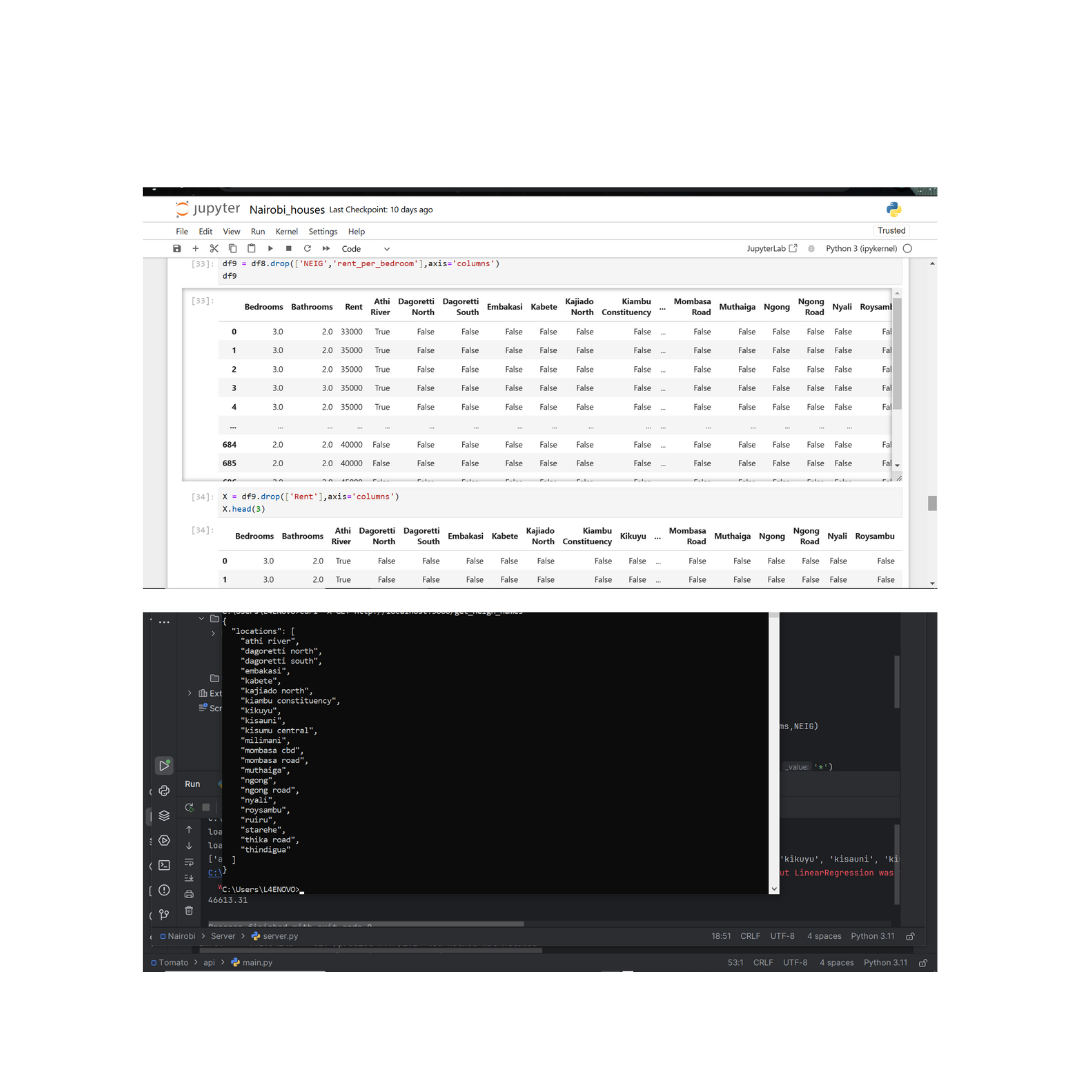 jupyter Nairobi_houses Last Checkpoint: 10 days ago
File Edit View Run Kernel Settings Help Trusted
Code JupyterLab Python 3 (ipykernel)
[33]: df9 = df8.drop(['NEIG','rent_per_bedroom'],axis='columns')
df9
[33]: Bedrooms Bathrooms Rent Athi River Dagoretti North Dagoretti South Embakasi Kabete Kajiado North Kiambu Constituency ... Mombasa Road Muthaiga Ngong Ngong Road Nyali Roysam
0 3.0 2.0 33000 True False False False False False False ... False False False False False Fal
1 3.0 2.0 35000 True False False False False False False ... False False False False False Fal
2 3.0 2.0 35000 True False False False False False False ... False False False False False Fal
3 3.0 3.0 35000 True False False False False False False ... False False False False False Fal
4 3.0 2.0 35000 True False False False False False False ... False False False False False Fal
... ... ... ... ... ... ... ... ... ... ... ... ... ... ... ...
684 2.0 2.0 40000 False False False False False False False ... False False False False False Fal
685 2.0 2.0 40000 False False False False False False False ... False False False False False Fal
[34]: X = df9.drop(['Rent'],axis='columns')
X.head(3)
[34]: Bedrooms Bathrooms Athi River Dagoretti North Dagoretti South Embakasi Kabete Kajiado North Kiambu Constituency Kikuyu ... Mombasa Road Muthaiga Ngong Ngong Road Nyali Roysambu
0 3.0 2.0 True False False False False False False False ... False False False False False False
1 3.0 2.0 True False False False False False False False ... False False False False False False
{
"locations": [
"athi river",
"dagoretti north",
"dagoretti south",
"embakasi",
"kabete",
"kajiado north",
"kiambu constituency",
"kikuyu",
"kisauni",
"kisumu central",
"milimani",
"mombasa cbd",
"mombasa road",
"muthaiga",
"ngong",
"ngong road",
"nyali",
"roysambu",
"ruiru",
"starehe",
"thika road",
"thindigua"
]
}
C:\Users\L4ENOVO>
Ext
Scr
ms,NEIG)
_value: '*')
Run
loa
loa
['a 'kikuyu', 'kisauni', 'ki
C:\ ut LinearRegression was
46613.31
Nairobi > Server > server.py 18:51 CRLF UTF-8 4 spaces Python 3.11
Tomato > api > main.py 53:1 CRLF UTF-8 4 spaces Python 3.11